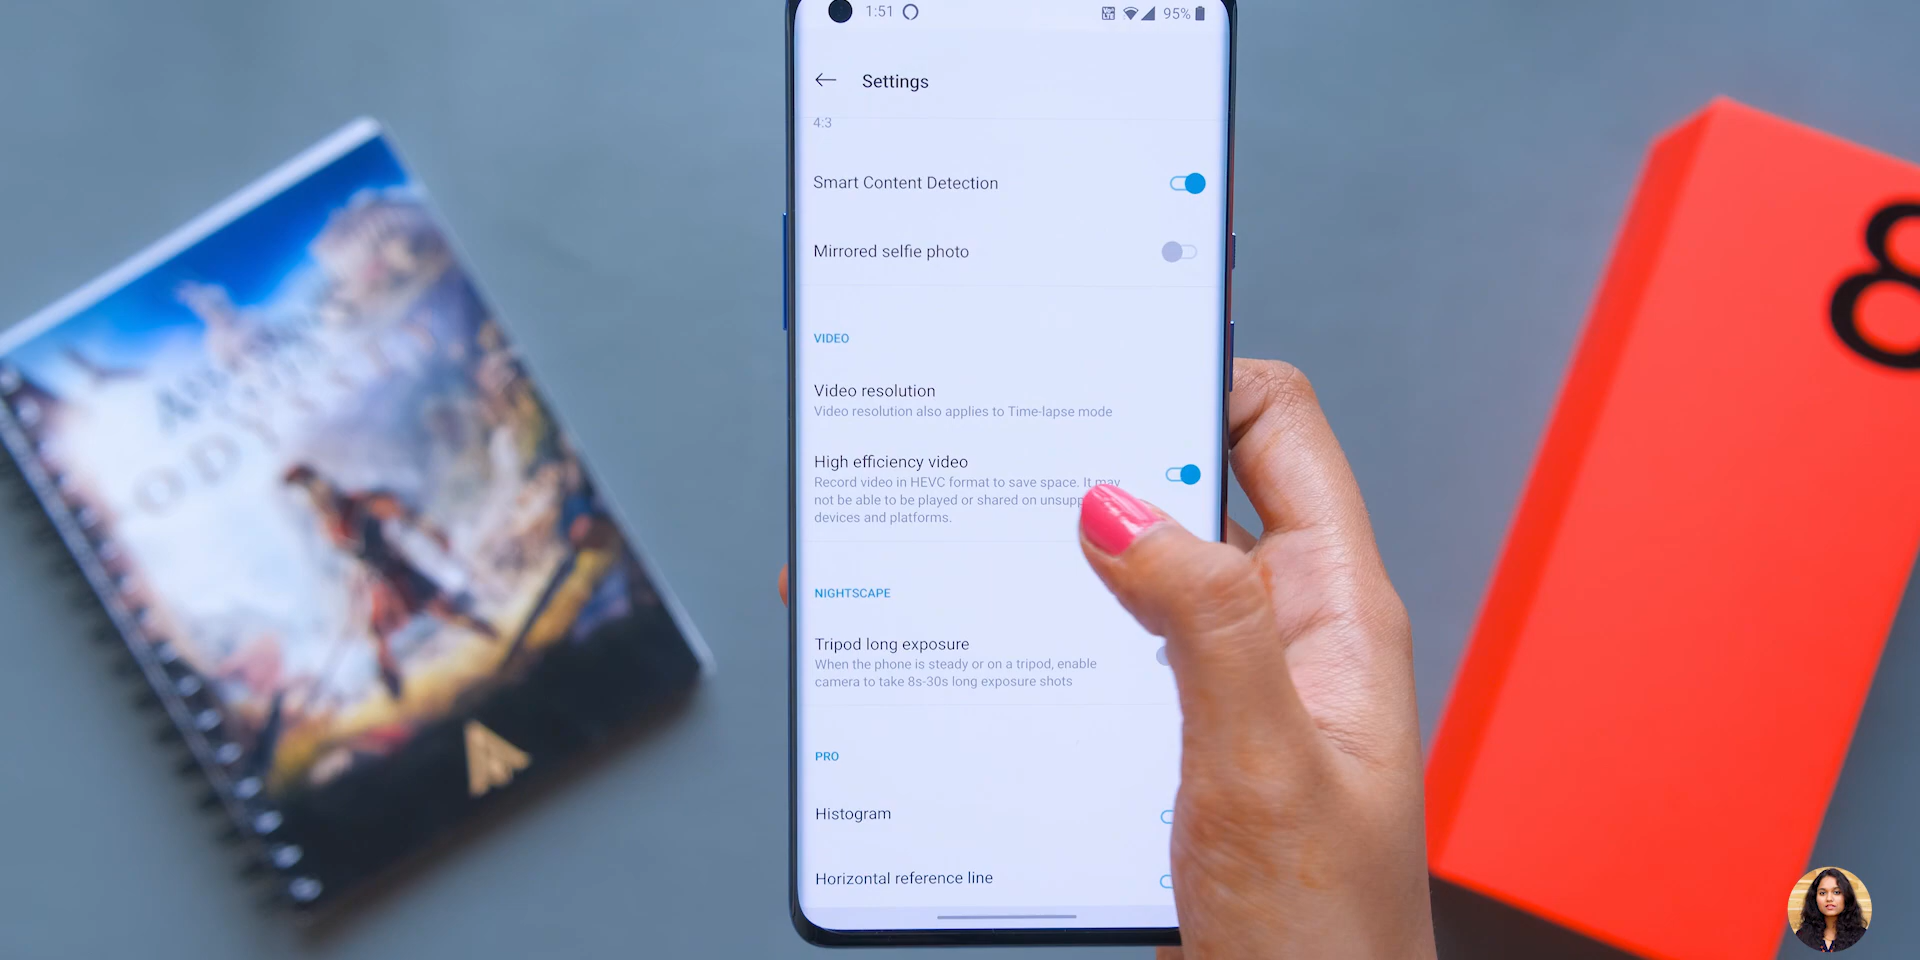 1:51
95%
Settings
4:3
Smart Content Detection
Mirrored selfie photo
VIDEO
Video resolution
Video resolution also applies to Time-lapse mode
High efficiency video
Record video in HEVC format to save space. It may
not be able to be played or shared on
devices and platforms.
NIGHTSCAPE
Tripod long exposure
When the phone is steady or on a tripod, enable
camera to take 8s-30s long exposure shots
PRO
Histogram
Horizontal reference line
ODYSSEY
8